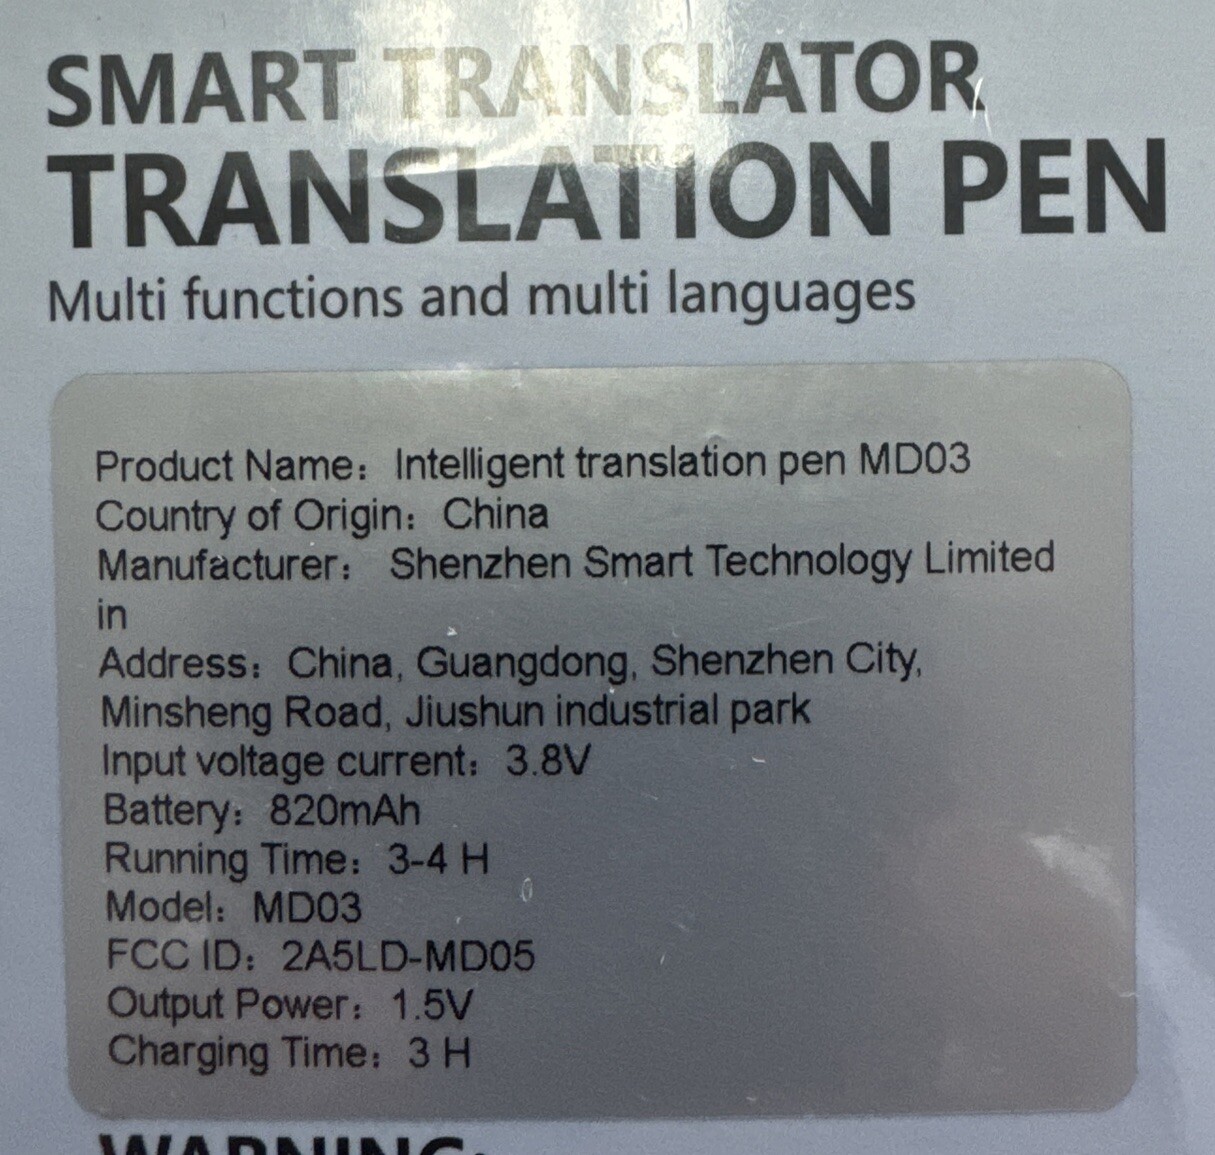 SMART TRANSLATOR
TRANSLATION PEN
Multi functions and multi languages
Product Name: Intelligent translation pen MD03
Country of Origin: China
Manufacturer: Shenzhen Smart Technology Limited
in
Address: China, Guangdong, Shenzhen City,
Minsheng Road, Jiushun industrial park
Input voltage current: 3.8V
Battery: 820mAh
Running Time: 3-4 H
Model: MD03
FCC ID: 2A5LD-MD05
Output Power: 1.5V
Charging Time: 3 H
WARNING: